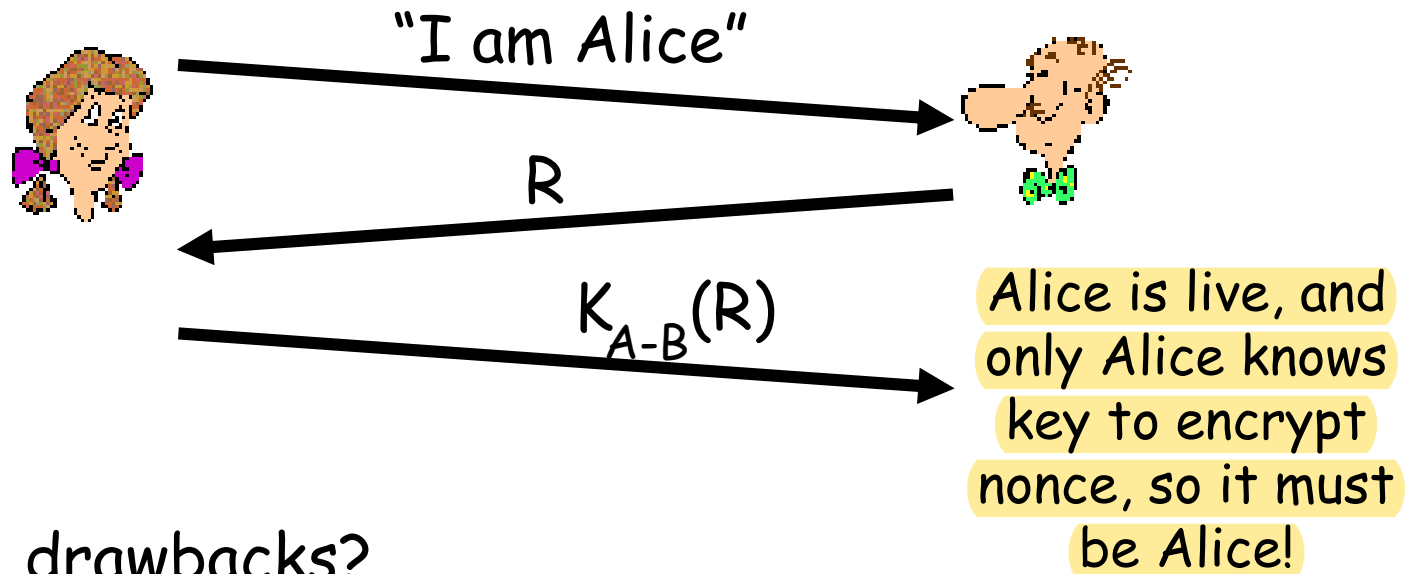 “I am Alice”
R
K_A-B(R)
Alice is live, and
only Alice knows
key to encrypt
nonce, so it must
be Alice!
drawbacks?